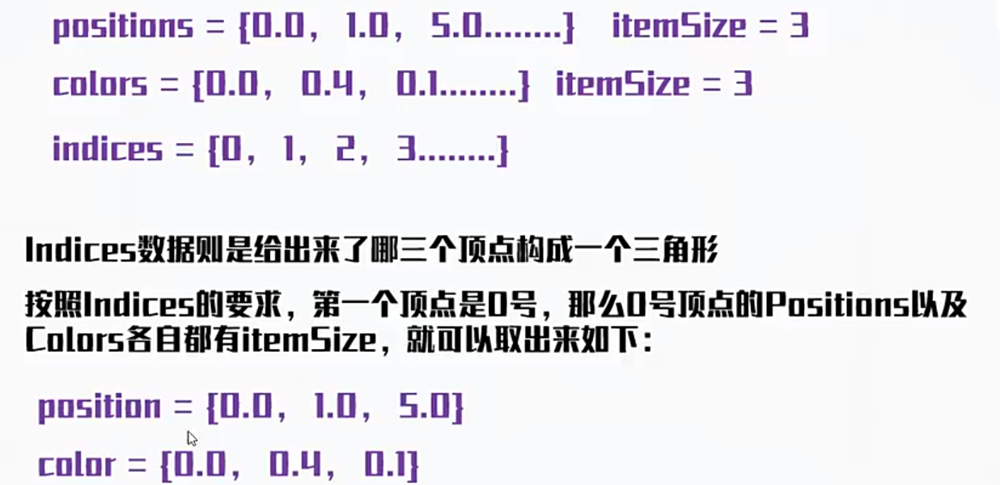 positions = {0.0, 1.0, 5.0........} itemSize = 3
colors = {0.0, 0.4, 0.1........} itemSize = 3
indices = {0, 1, 2, 3........}
Indices数据则是给出来了哪三个顶点构成一个三角形
按照Indices的要求，第一个顶点是0号，那么0号顶点的Positions以及
Colors各自都有itemSize，就可以取出来如下：
position = {0.0, 1.0, 5.0}
color = {0.0, 0.4, 0.1}